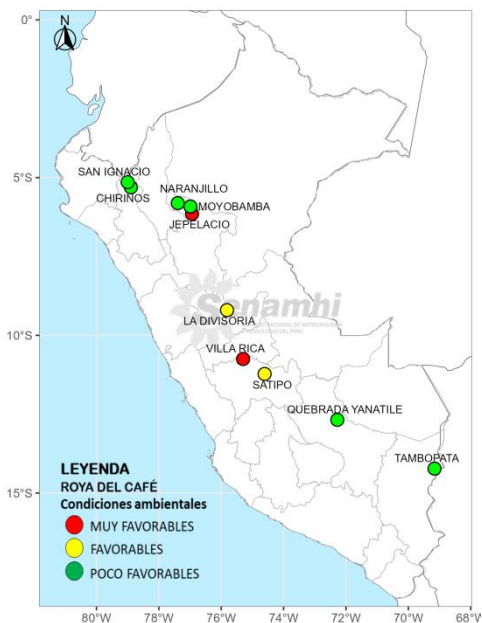 N
0°
SAN IGNACIO
5°S
CHIRINOS
NARANJILLO
MOYOBAMBA
JEPELACIO
Senamhi
LA DIVISORIA
10°S
VILLA RICA
SATIPO
QUEBRADA YANATILE
TAMBOPATA
15°S
LEYENDA
ROYA DEL CAFÉ
Condiciones ambientales
MUY FAVORABLES
FAVORABLES
POCO FAVORABLES
80°W 78°W 76°W 74°W 72°W 70°W 68°W